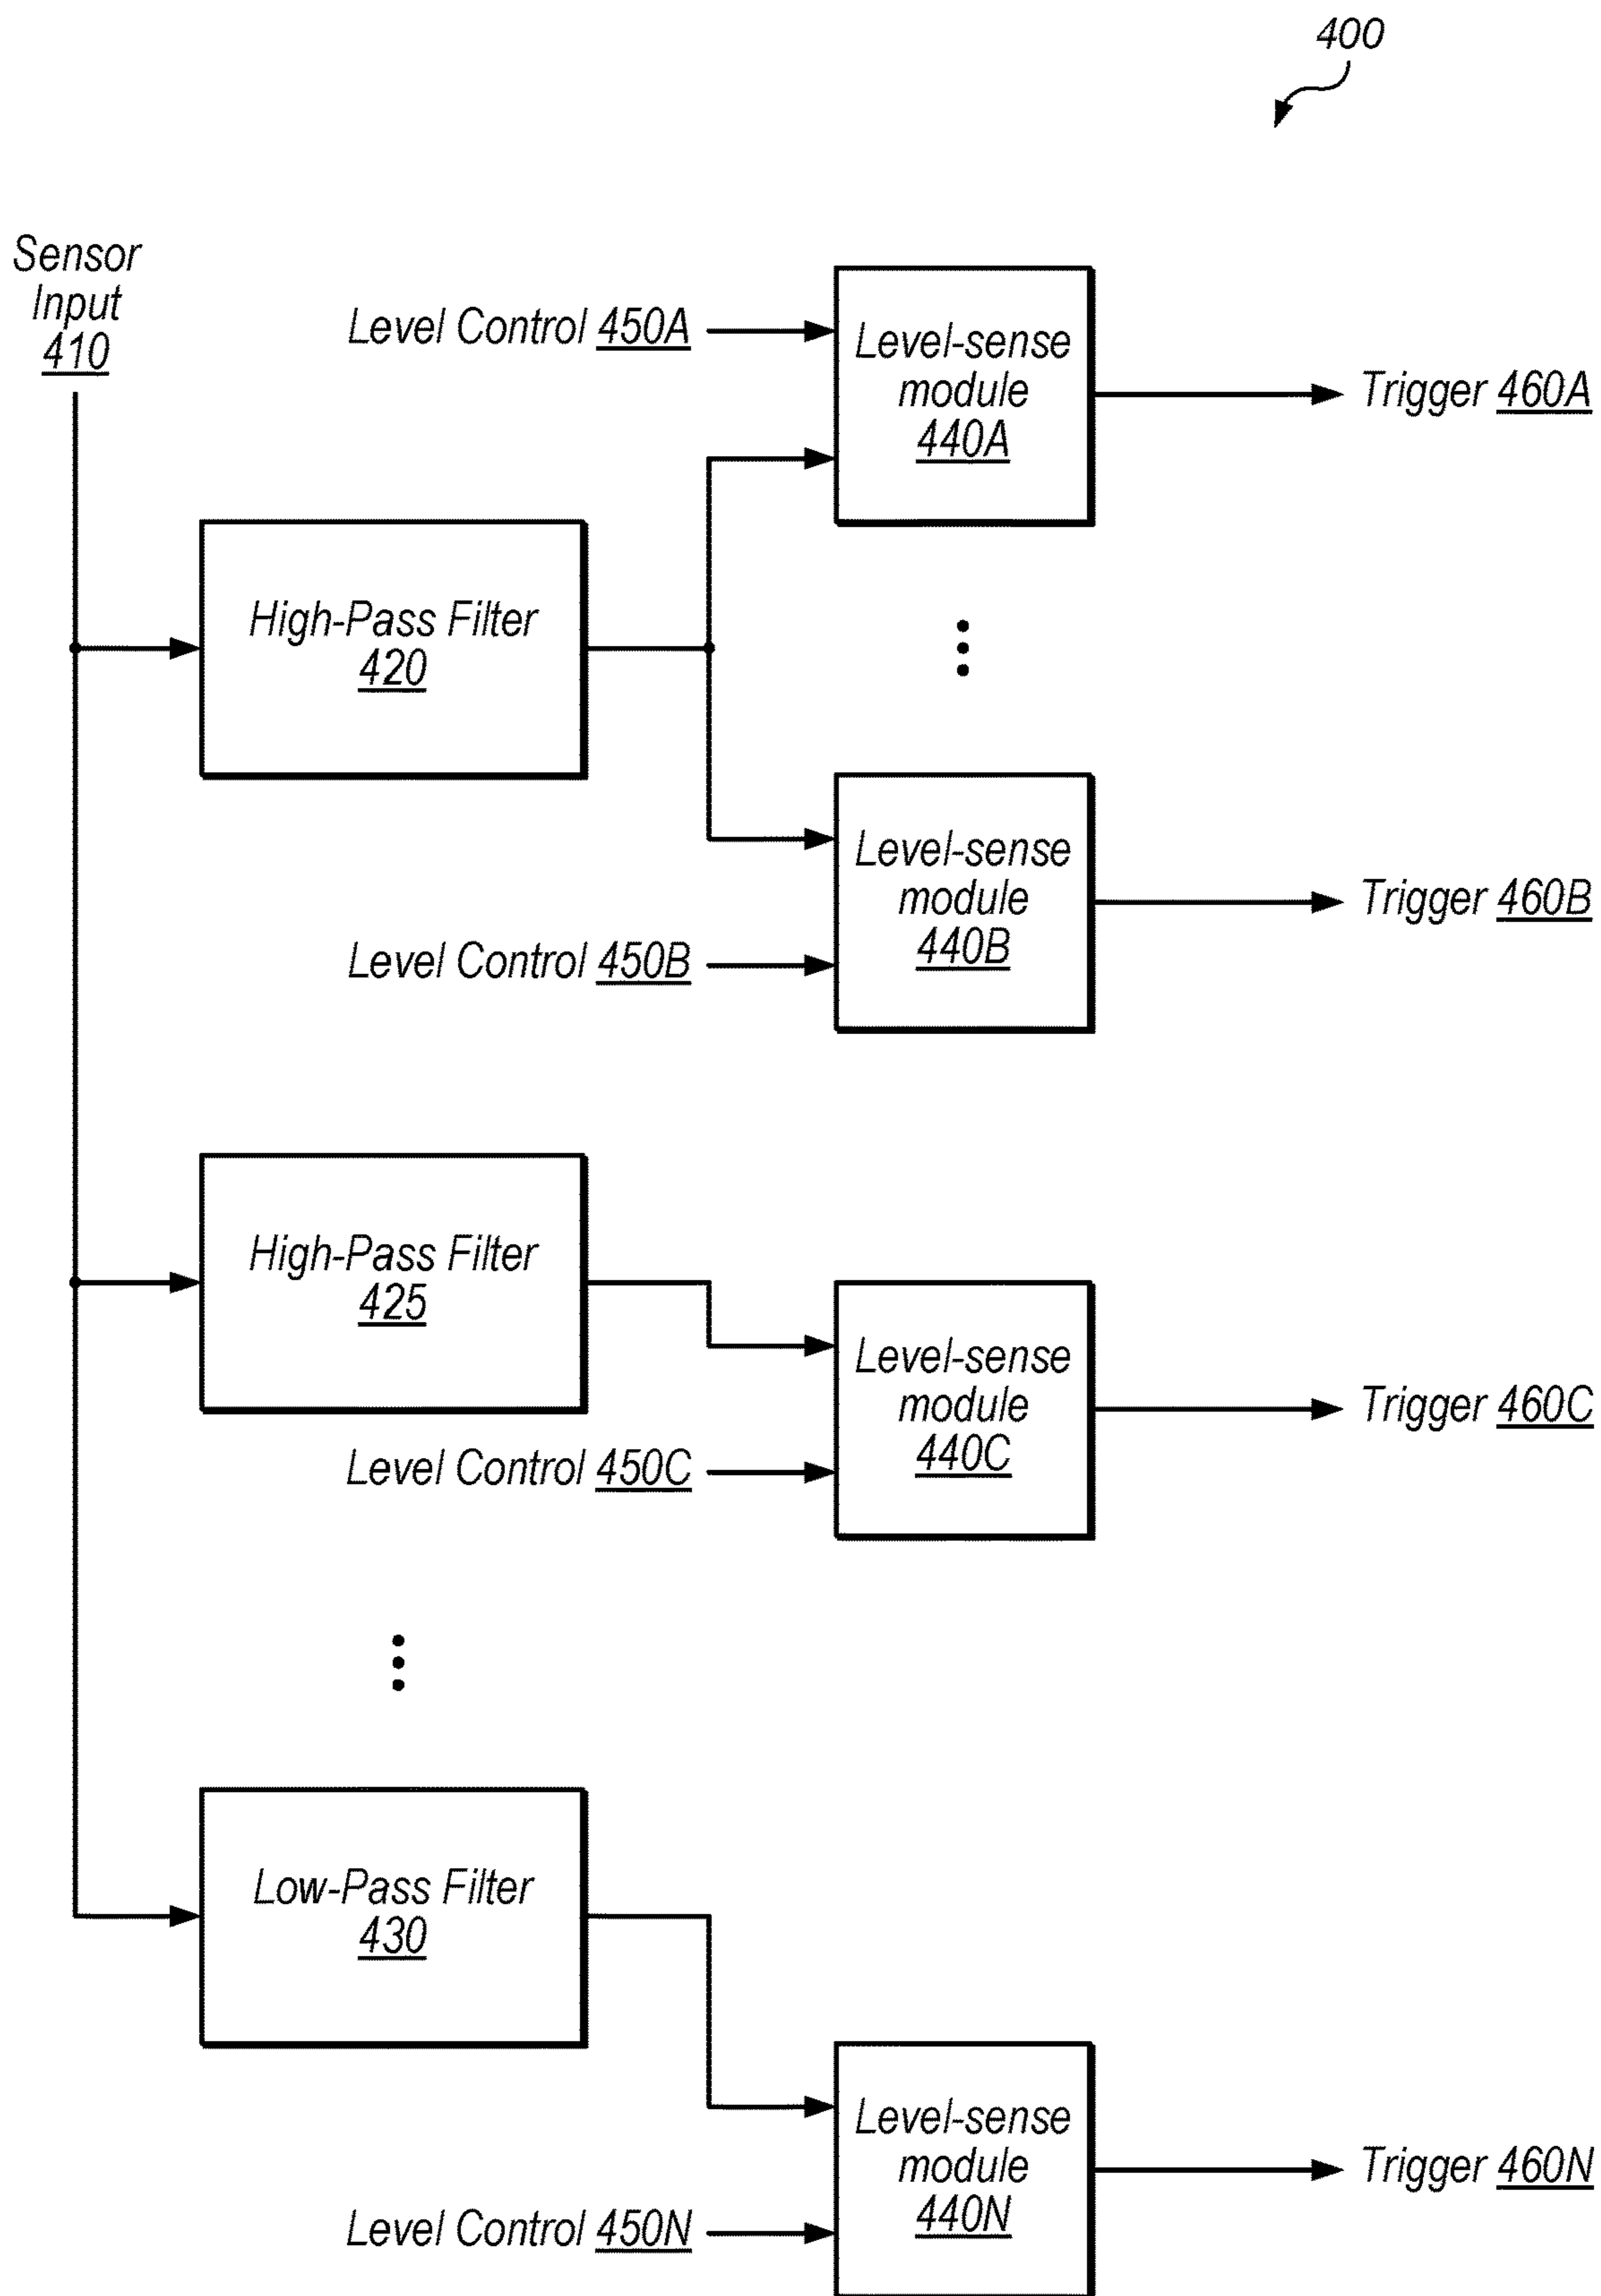 400
Sensor
Input
410
Level Control 450A
Level-sense
module
440A
Trigger 460A
High-Pass Filter
420
Level-sense
module
440B
Trigger 460B
Level Control 450B
High-Pass Filter
425
Level-sense
module
440C
Trigger 460C
Level Control 450C
Low-Pass Filter
430
Level-sense
module
440N
Trigger 460N
Level Control 450N